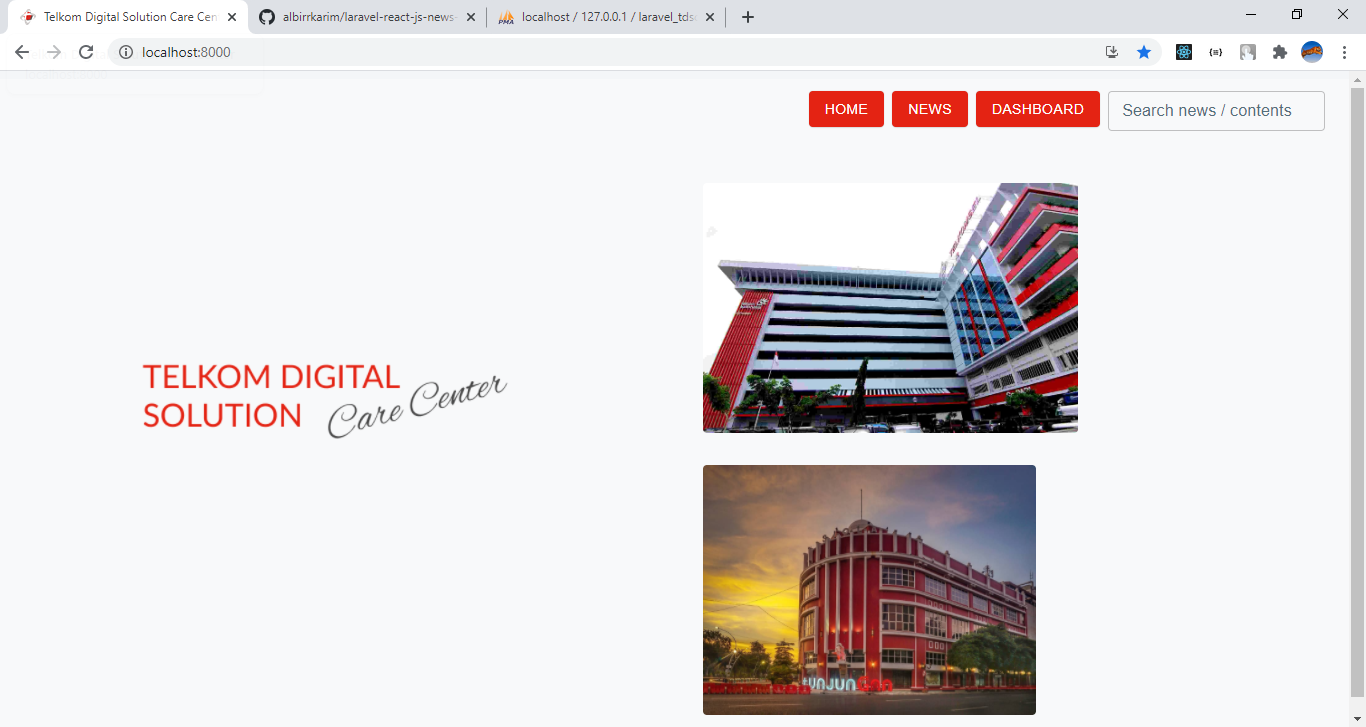 Telkom Digital Solution Care Cen
albirrkarim/laravel-react-js-news-
localhost / 127.0.0.1 / laravel_tds
PMA
localhost:8000
HOME
NEWS
DASHBOARD
Search news / contents
TELKOM DIGITAL
SOLUTION Care Center